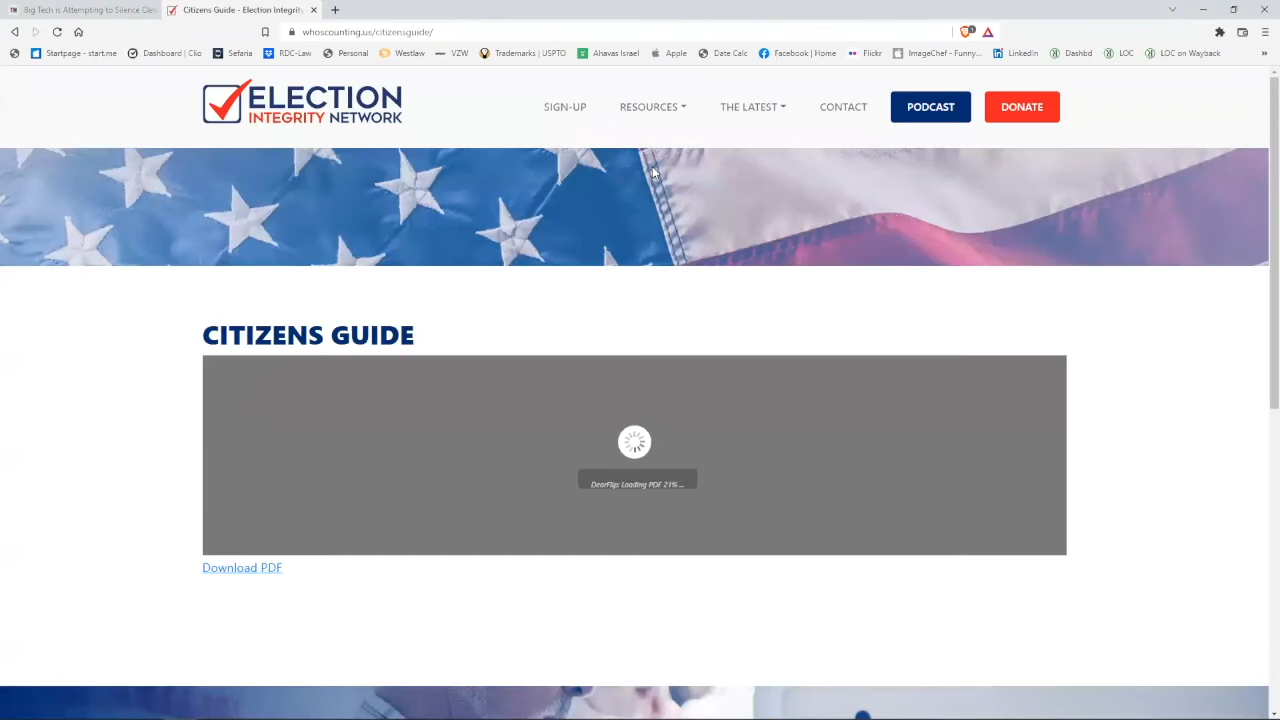 Big Tech is Attempting to Silence Cler
Citizens Guide - Election Integrity
whoscounting.us/citizensguide/
Startpage - start.me
Dashboard | Clio
Sefaria
RDC-Law
Personal
Westlaw
VZW
Trademarks | USPTO
Ahavas Israel
Apple
Date Calc
Facebook | Home
Flickr
ImageChef - Funny...
LinkedIn
Dashbd
LOC
LOC on Wayback
ELECTION
INTEGRITY NETWORK
SIGN-UP
RESOURCES
THE LATEST
CONTACT
PODCAST
DONATE
CITIZENS GUIDE
DearFlip: Loading PDF 21% ...
Download PDF